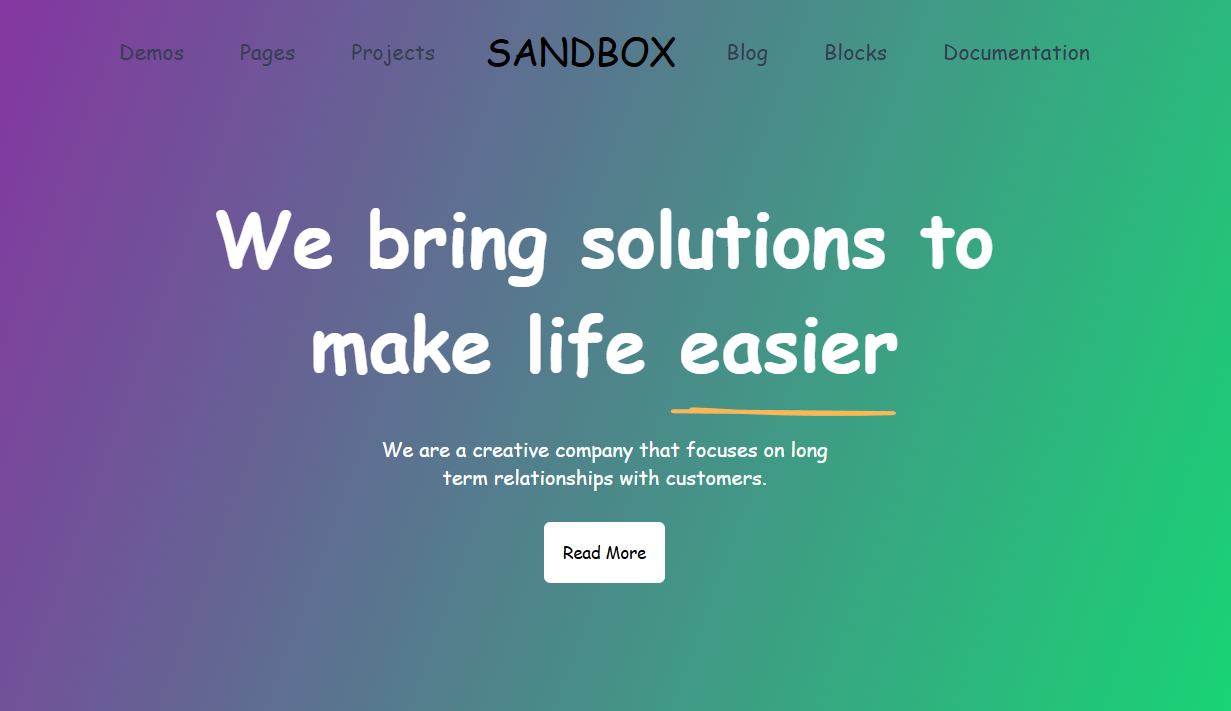 Demos Pages Projects SANDBOX Blog Blocks Documentation
We bring solutions to
make life easier
We are a creative company that focuses on long
term relationships with customers.
Read More